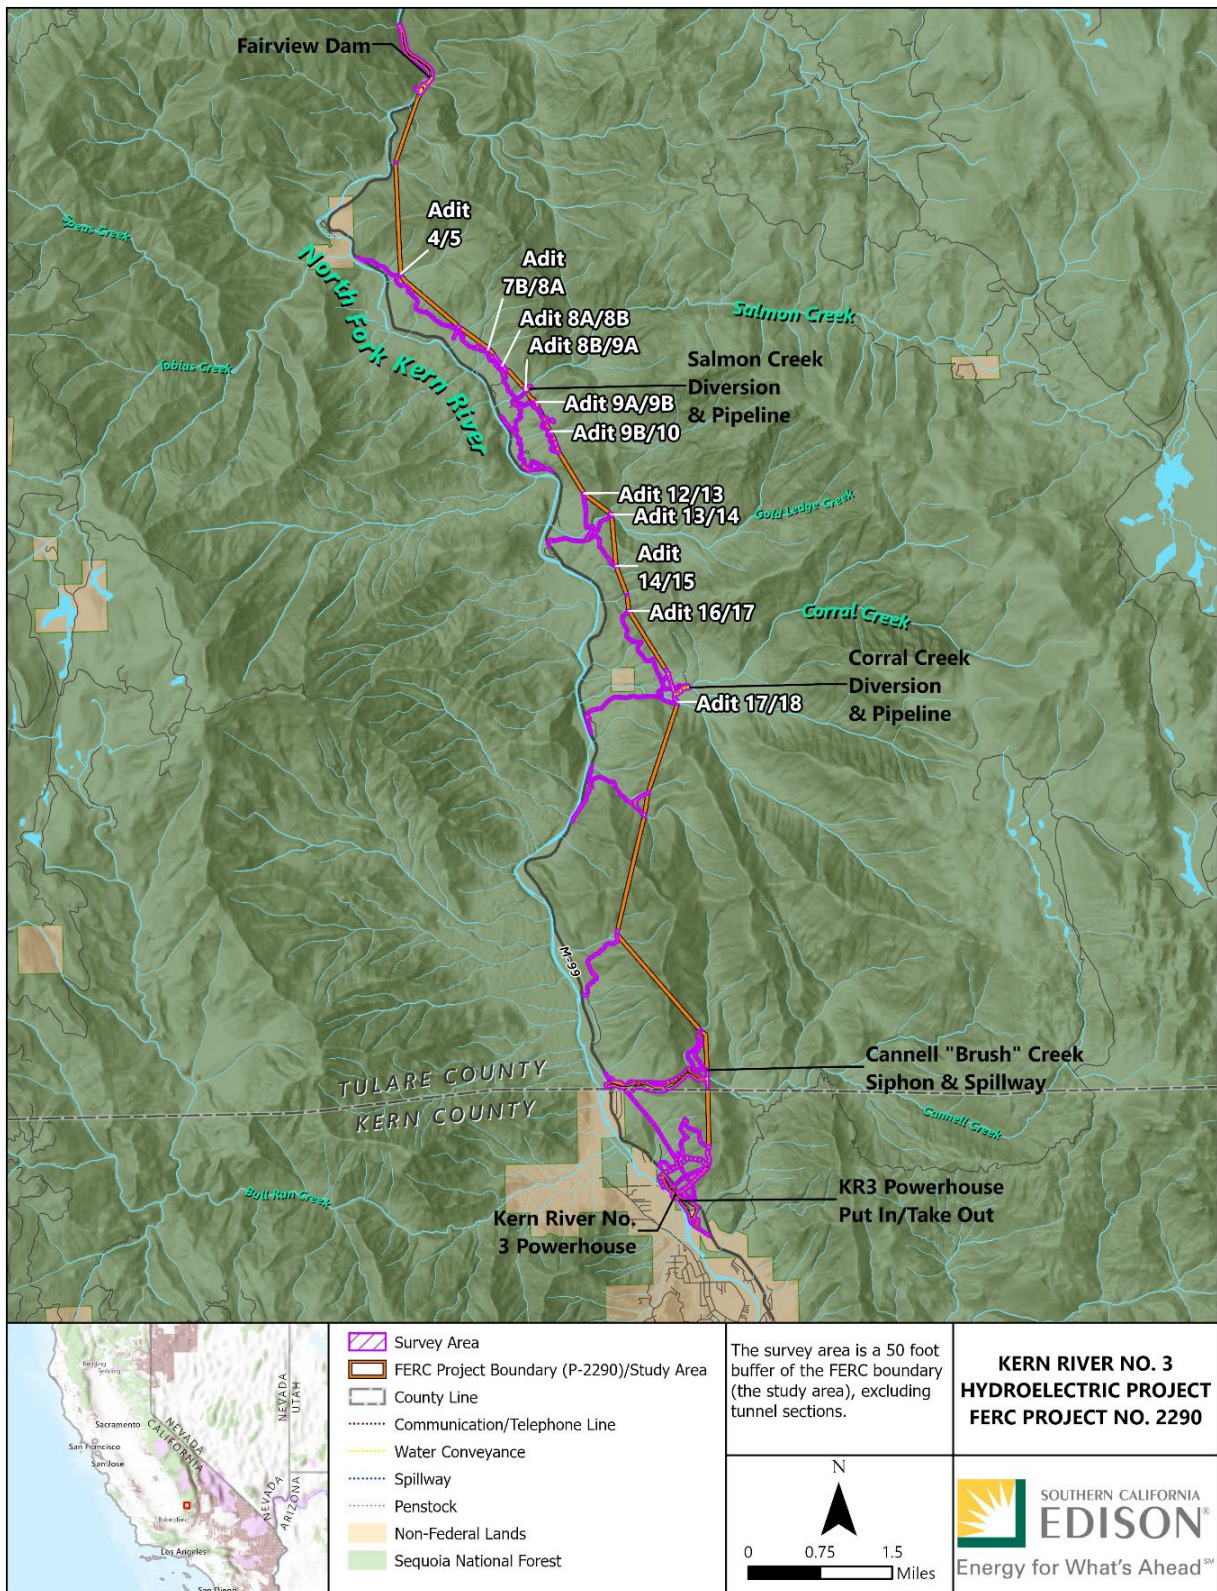 Fairview Dam
Speas Creek
Adit
4/5
North Fork Kern River
Adit
7B/8A
Adit 8A/8B
Adit 8B/9A
Salmon Creek
Tobias Creek
Salmon Creek
Diversion
& Pipeline
Adit 9A/9B
Adit 9B/10
Adit 12/13
Adit 13/14
Gold Ledge Creek
Adit
14/15
Adit 16/17
Corral Creek
Corral Creek
Diversion
& Pipeline
Adit 17/18
M-99
Cannell "Brush" Creek
Siphon & Spillway
TULARE COUNTY
KERN COUNTY
Cannell Creek
Bull Run Creek
KR3 Powerhouse
Put In/Take Out
Kern River No.
3 Powerhouse
Redding
Redding
NEVADA
UTAH
Sacramento
NEVADA
CALIFORNIA
San Francisco
San Jose
NEVADA
ARIZONA
Bakersfield
Los Angeles
San Diego
Survey Area
FERC Project Boundary (P-2290)/Study Area
County Line
Communication/Telephone Line
Water Conveyance
Spillway
Penstock
Non-Federal Lands
Sequoia National Forest
The survey area is a 50 foot
buffer of the FERC boundary
(the study area), excluding
tunnel sections.
N
0 0.75 1.5
Miles
KERN RIVER NO. 3
HYDROELECTRIC PROJECT
FERC PROJECT NO. 2290
SOUTHERN CALIFORNIA
EDISON®
Energy for What's Ahead℠